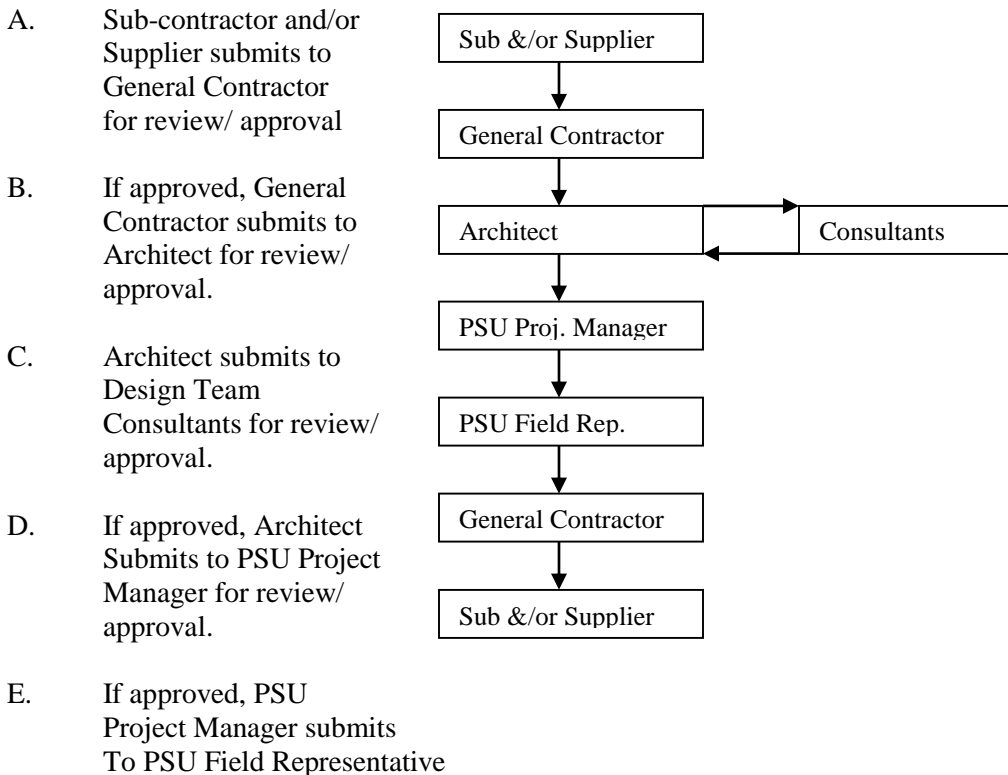 A. Sub-contractor and/or
Supplier submits to
General Contractor
for review/ approval
B. If approved, General
Contractor submits to
Architect for review/
approval.
C. Architect submits to
Design Team
Consultants for review/
approval.
D. If approved, Architect
Submits to PSU Project
Manager for review/
approval.
E. If approved, PSU
Project Manager submits
To PSU Field Representative
Sub &/or Supplier
General Contractor
Architect
Consultants
PSU Proj. Manager
PSU Field Rep.
General Contractor
Sub &/or Supplier